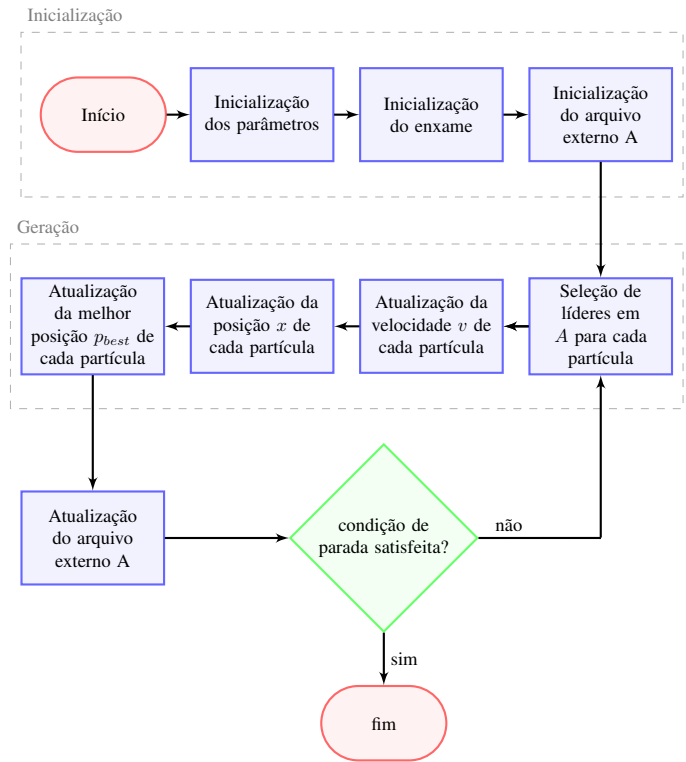 Inicialização
Início
Inicialização
dos parâmetros
Inicialização
do enxame
Inicialização
do arquivo
externo A
Geração
Atualização
da melhor
posição p_{best} de
cada partícula
Atualização da
posição x de
cada partícula
Atualização da
velocidade v de
cada partícula
Seleção de
líderes em
A para cada
partícula
Atualização
do arquivo
externo A
condição de
parada satisfeita?
não
sim
fim